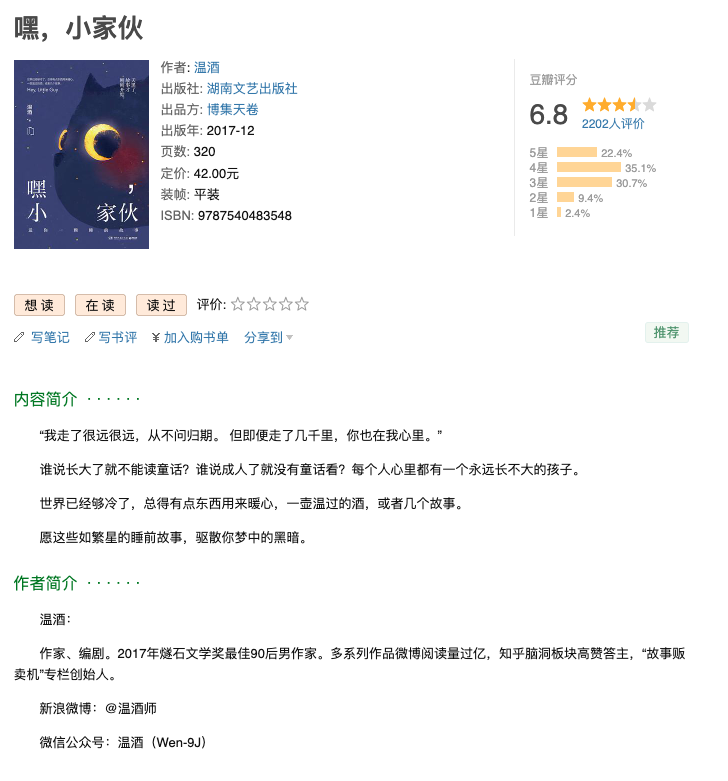 嘿，小家伙
Hey, Little Guy
温酒
嘿
小
，
家伙
作者: 温酒
出版社: 湖南文艺出版社
出品方: 博集天卷
出版年: 2017-12
页数: 320
定价: 42.00元
装帧: 平装
ISBN: 9787540483548
豆瓣评分
6.8
2202人评价
5星 22.4%
4星 35.1%
3星 30.7%
2星 9.4%
1星 2.4%
想读 在读 读过 评价:
写笔记 写书评 ¥ 加入购书单 分享到
推荐
内容简介 · · · · · ·
“我走了很远很远，从不问归期。 但即便走了几千里，你也在我心里。”
谁说长大了就不能读童话？谁说成人了就没有童话看？每个人心里都有一个永远长不大的孩子。
世界已经够冷了，总得有点东西用来暖心，一壶温过的酒，或者几个故事。
愿这些如繁星的睡前故事，驱散你梦中的黑暗。
作者简介 · · · · · ·
温酒：
作家、编剧。2017年燧石文学奖最佳90后男作家。多系列作品微博阅读量过亿，知乎脑洞板块高赞答主，“故事贩
卖机”专栏创始人。
新浪微博：@温酒师
微信公众号：温酒（Wen-9J）